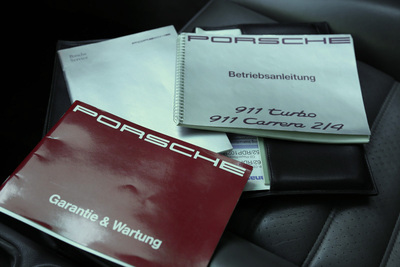 PORSCHE
Betriebsanleitung
911 turbo
911 Carrera 2/4
PORSCHE
Garantie & Wartung